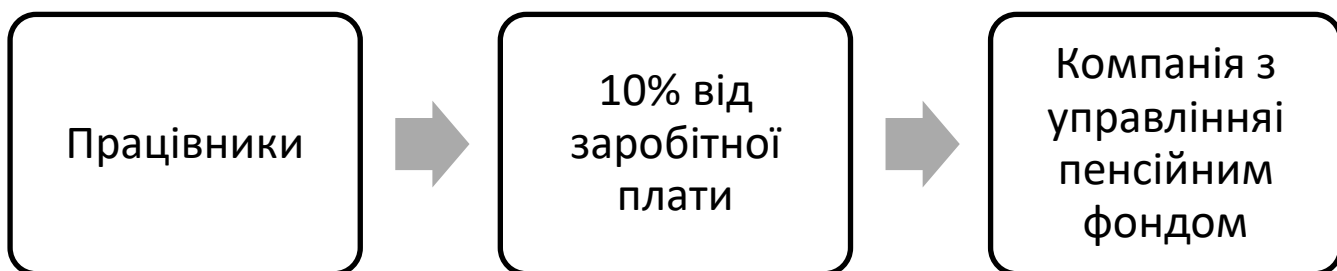 Працівники
10% від
заробітної
плати
Компанія з
управлінняі
пенсійним
фондом